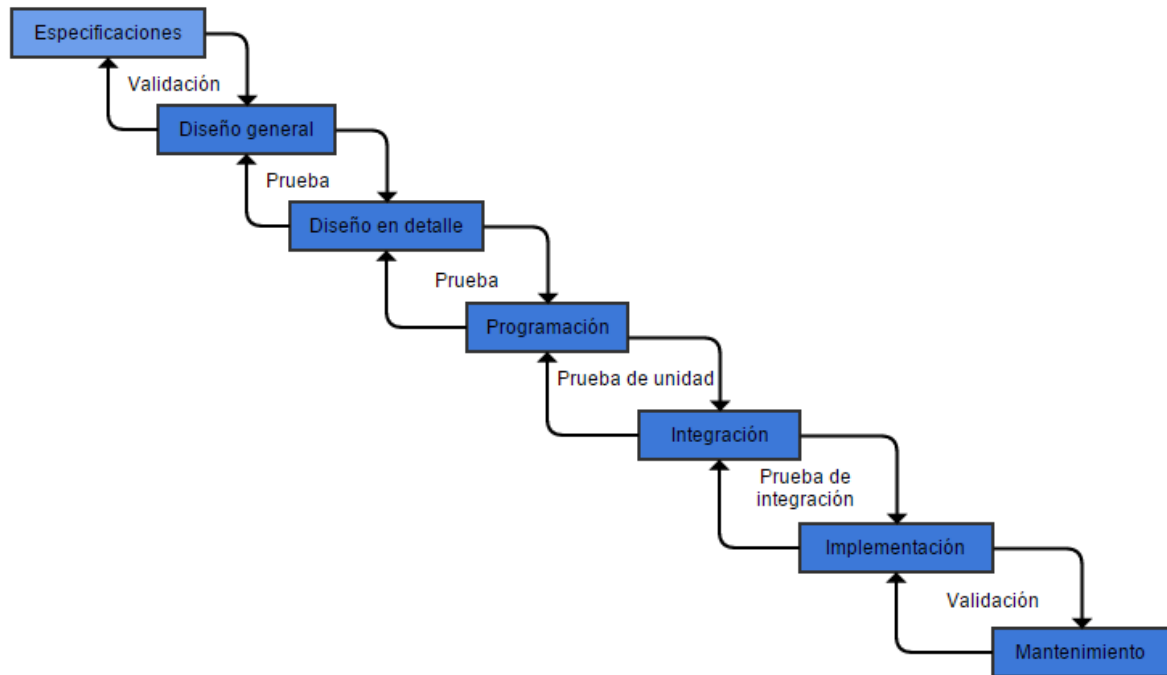 Especificaciones
Validación
Diseño general
Prueba
Diseño en detalle
Prueba
Programación
Prueba de unidad
Integración
Prueba de
integración
Implementación
Validación
Mantenimiento